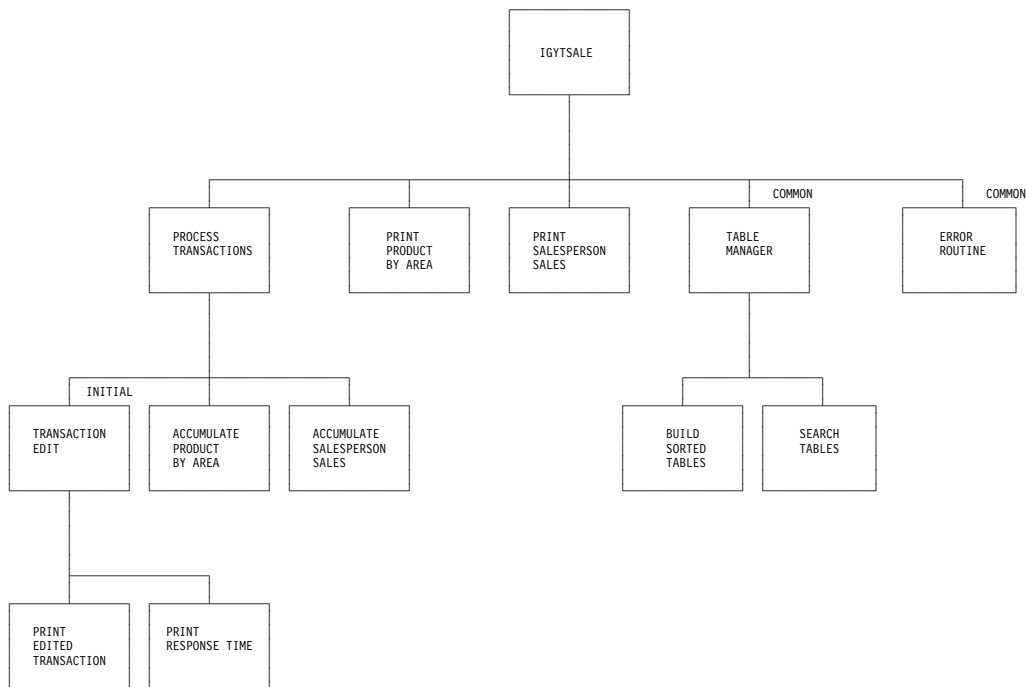 IGYTSALE
COMMON
COMMON
PROCESS
TRANSACTIONS
PRINT
PRODUCT
BY AREA
PRINT
SALESPERSON
SALES
TABLE
MANAGER
ERROR
ROUTINE
INITIAL
TRANSACTION
EDIT
ACCUMULATE
PRODUCT
BY AREA
ACCUMULATE
SALESPERSON
SALES
BUILD
SORTED
TABLES
SEARCH
TABLES
PRINT
EDITED
TRANSACTION
PRINT
RESPONSE TIME